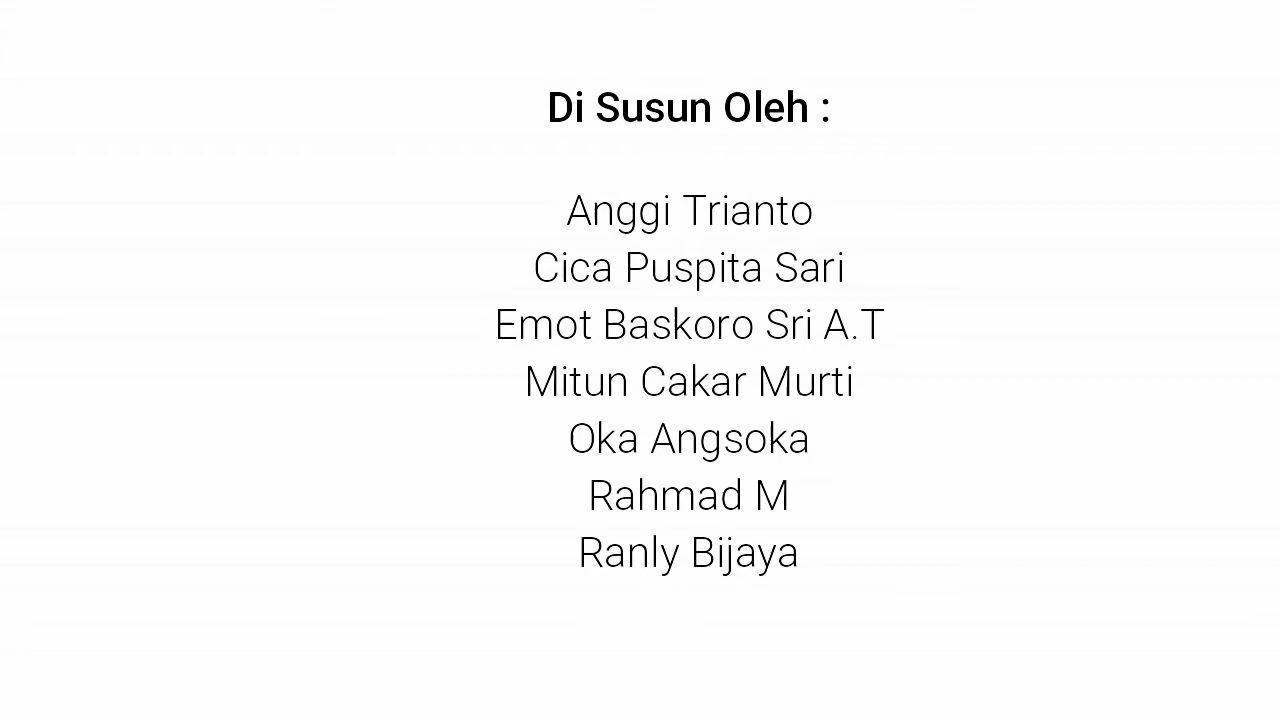 Di Susun Oleh :
Anggi Trianto
Cica Puspita Sari
Emot Baskoro Sri A.T
Mitun Cakar Murti
Oka Angsoka
Rahmad M
Ranly Bijaya